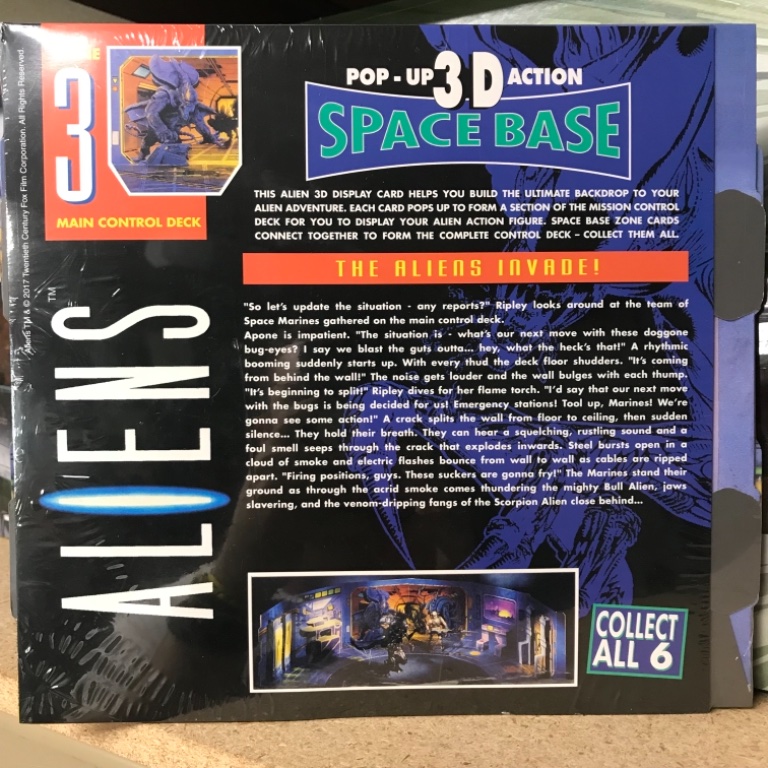 3
MAIN CONTROL DECK
Aliens TM & © 2017 Twentieth Century Fox Film Corporation. All Rights Reserved.
ALIENS™
POP-UP 3.D ACTION
SPACE BASE
THIS ALIEN 3D DISPLAY CARD HELPS YOU BUILD THE ULTIMATE BACKDROP TO YOUR
ALIEN ADVENTURE. EACH CARD POPS UP TO FORM A SECTION OF THE MISSION CONTROL
DECK FOR YOU TO DISPLAY YOUR ALIEN ACTION FIGURE. SPACE BASE ZONE CARDS
CONNECT TOGETHER TO FORM THE COMPLETE CONTROL DECK – COLLECT THEM ALL.
THE ALIENS INVADE!
"So let's update the situation - any reports?" Ripley looks around at the team of
Space Marines gathered on the main control deck.
Apone is impatient. "The situation is - what's our next move with these doggone
bug-eyes? I say we blast the guts outta... hey, what the heck's that!" A rhythmic
booming suddenly starts up. With every thud the deck floor shudders. "It's coming
from behind the wall!" The noise gets louder and the wall bulges with each thump.
"It's beginning to split!" Ripley dives for her flame torch. "I'd say that our next move
with the bugs is being decided for us! Emergency stations! Tool up, Marines! We're
gonna see some action!" A crack splits the wall from floor to ceiling, then sudden
silence... They hold their breath. They can hear a squelching, rustling sound and a
foul smell seeps through the crack that explodes inwards. Steel bursts open in a
cloud of smoke and electric flashes bounce from wall to wall as cables are ripped
apart. "Firing positions, guys. These suckers are gonna fry!" The Marines stand their
ground as through the acrid smoke comes thundering the mighty Bull Alien, jaws
slavering, and the venom-dripping fangs of the Scorpion Alien close behind...
COLLECT
ALL 6